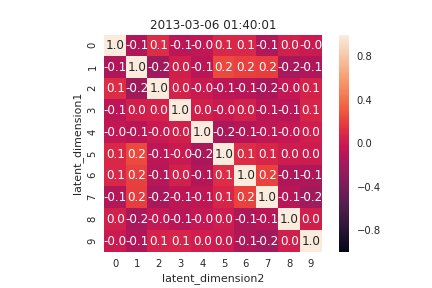 2013-03-06 01:40:01
0 1.0 -0.1 0.1 -0.1 -0.0 0.1 0.1 -0.1 0.0 -0.0
1 -0.1 1.0 -0.2 0.0 -0.1 0.2 0.2 0.2 -0.2 -0.1
2 0.1 -0.2 1.0 0.0 -0.0 -0.1 -0.1 -0.2 -0.0 0.1
3 -0.1 0.0 0.0 1.0 0.0 -0.0 -0.0 -0.1 -0.1 0.1
4 -0.0 -0.1 -0.0 0.0 1.0 -0.2 -0.1 -0.1 -0.0 0.0
5 0.1 0.2 -0.1 -0.0 -0.2 1.0 0.1 0.1 0.0 -0.0
6 0.1 0.2 -0.1 -0.0 -0.1 0.1 1.0 0.2 -0.1 -0.1
7 -0.1 0.2 -0.2 -0.1 -0.1 0.1 0.2 1.0 -0.1 -0.2
8 0.0 -0.2 -0.0 -0.1 -0.0 0.0 -0.1 -0.1 1.0 0.0
9 -0.0 -0.1 0.1 0.1 0.0 -0.0 -0.1 -0.2 0.0 1.0
0 1 2 3 4 5 6 7 8 9
latent_dimension2
latent_dimension1
0.8
0.4
0.0
-0.4
-0.8